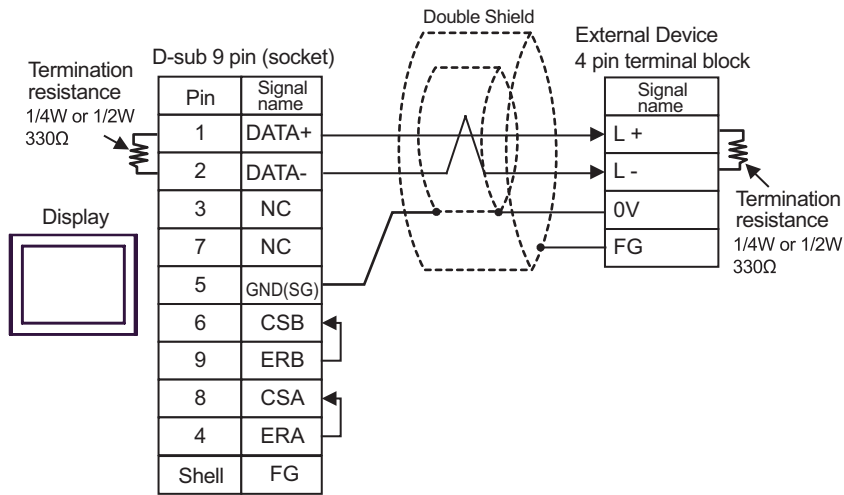 Double Shield
D-sub 9 pin (socket)
External Device
4 pin terminal block
Termination
resistance
1/4W or 1/2W
330Ω
Pin Signal name
1 DATA+
2 DATA-
3 NC
7 NC
5 GND(SG)
6 CSB
9 ERB
8 CSA
4 ERA
Shell FG
Display
Signal name
L +
L -
0V
FG
Termination
resistance
1/4W or 1/2W
330Ω